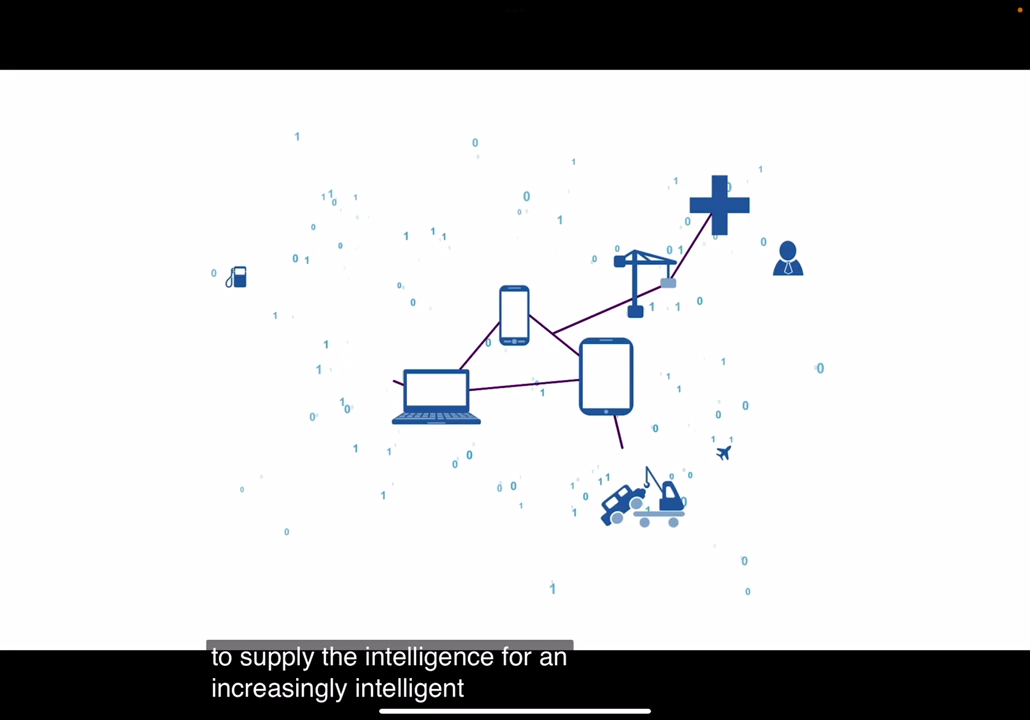 to supply the intelligence for an
increasingly intelligent